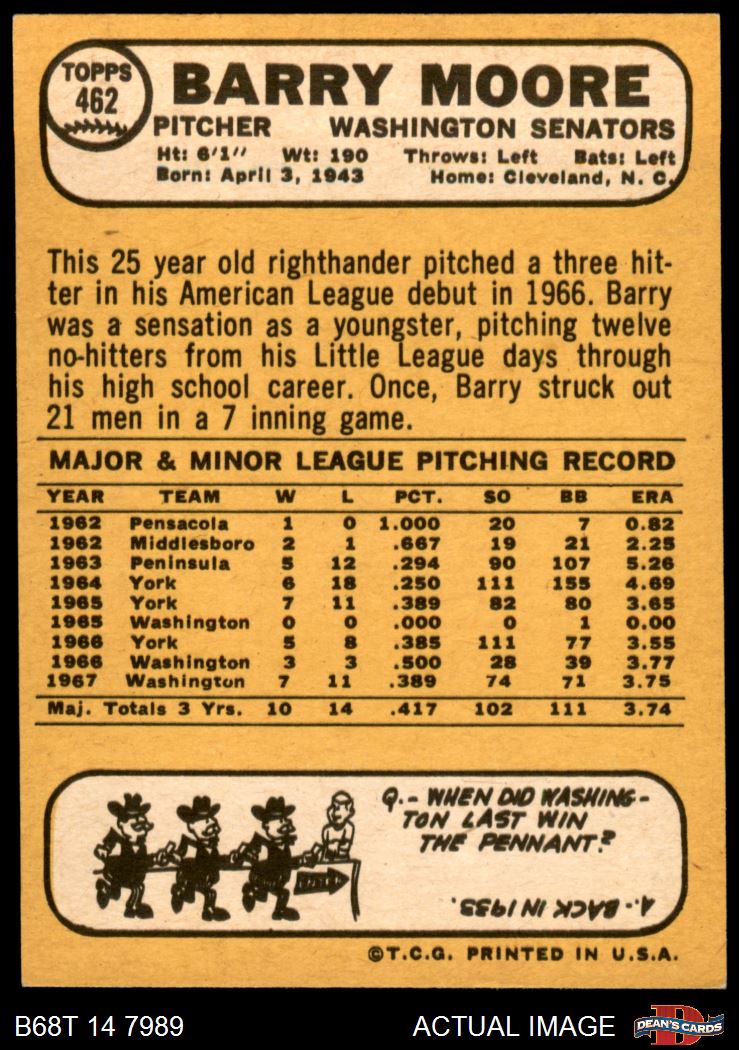 TOPPS
462
BARRY MOORE
PITCHER WASHINGTON SENATORS
Ht: 6'1" Wt: 190 Throws: Left Bats: Left
Born: April 3, 1943 Home: Cleveland, N. C.
This 25 year old righthander pitched a three hit-
ter in his American League debut in 1966. Barry
was a sensation as a youngster, pitching twelve
no-hitters from his Little League days through
his high school career. Once, Barry struck out
21 men in a 7 inning game.
MAJOR & MINOR LEAGUE PITCHING RECORD
YEAR TEAM W L PCT. SO BB ERA
1962 Pensacola 1 0 1.000 20 7 0.82
1962 Middlesboro 2 1 .667 19 21 2.25
1963 Peninsula 5 12 .294 90 107 5.26
1964 York 6 18 .250 111 155 4.69
1965 York 7 11 .389 82 80 3.65
1965 Washington 0 0 .000 0 1 0.00
1966 York 5 8 .385 111 77 3.55
1966 Washington 3 3 .500 28 39 3.77
1967 Washington 7 11 .389 74 71 3.75
Maj. Totals 3 Yrs. 10 14 .417 102 111 3.74
Q.- WHEN DID WASHING-
TON LAST WIN
THE PENNANT?
A.- BACK IN 1933.
©T.C.G. PRINTED IN U.S.A.
B68T 14 7989 ACTUAL IMAGE
D
DEAN'S CARDS